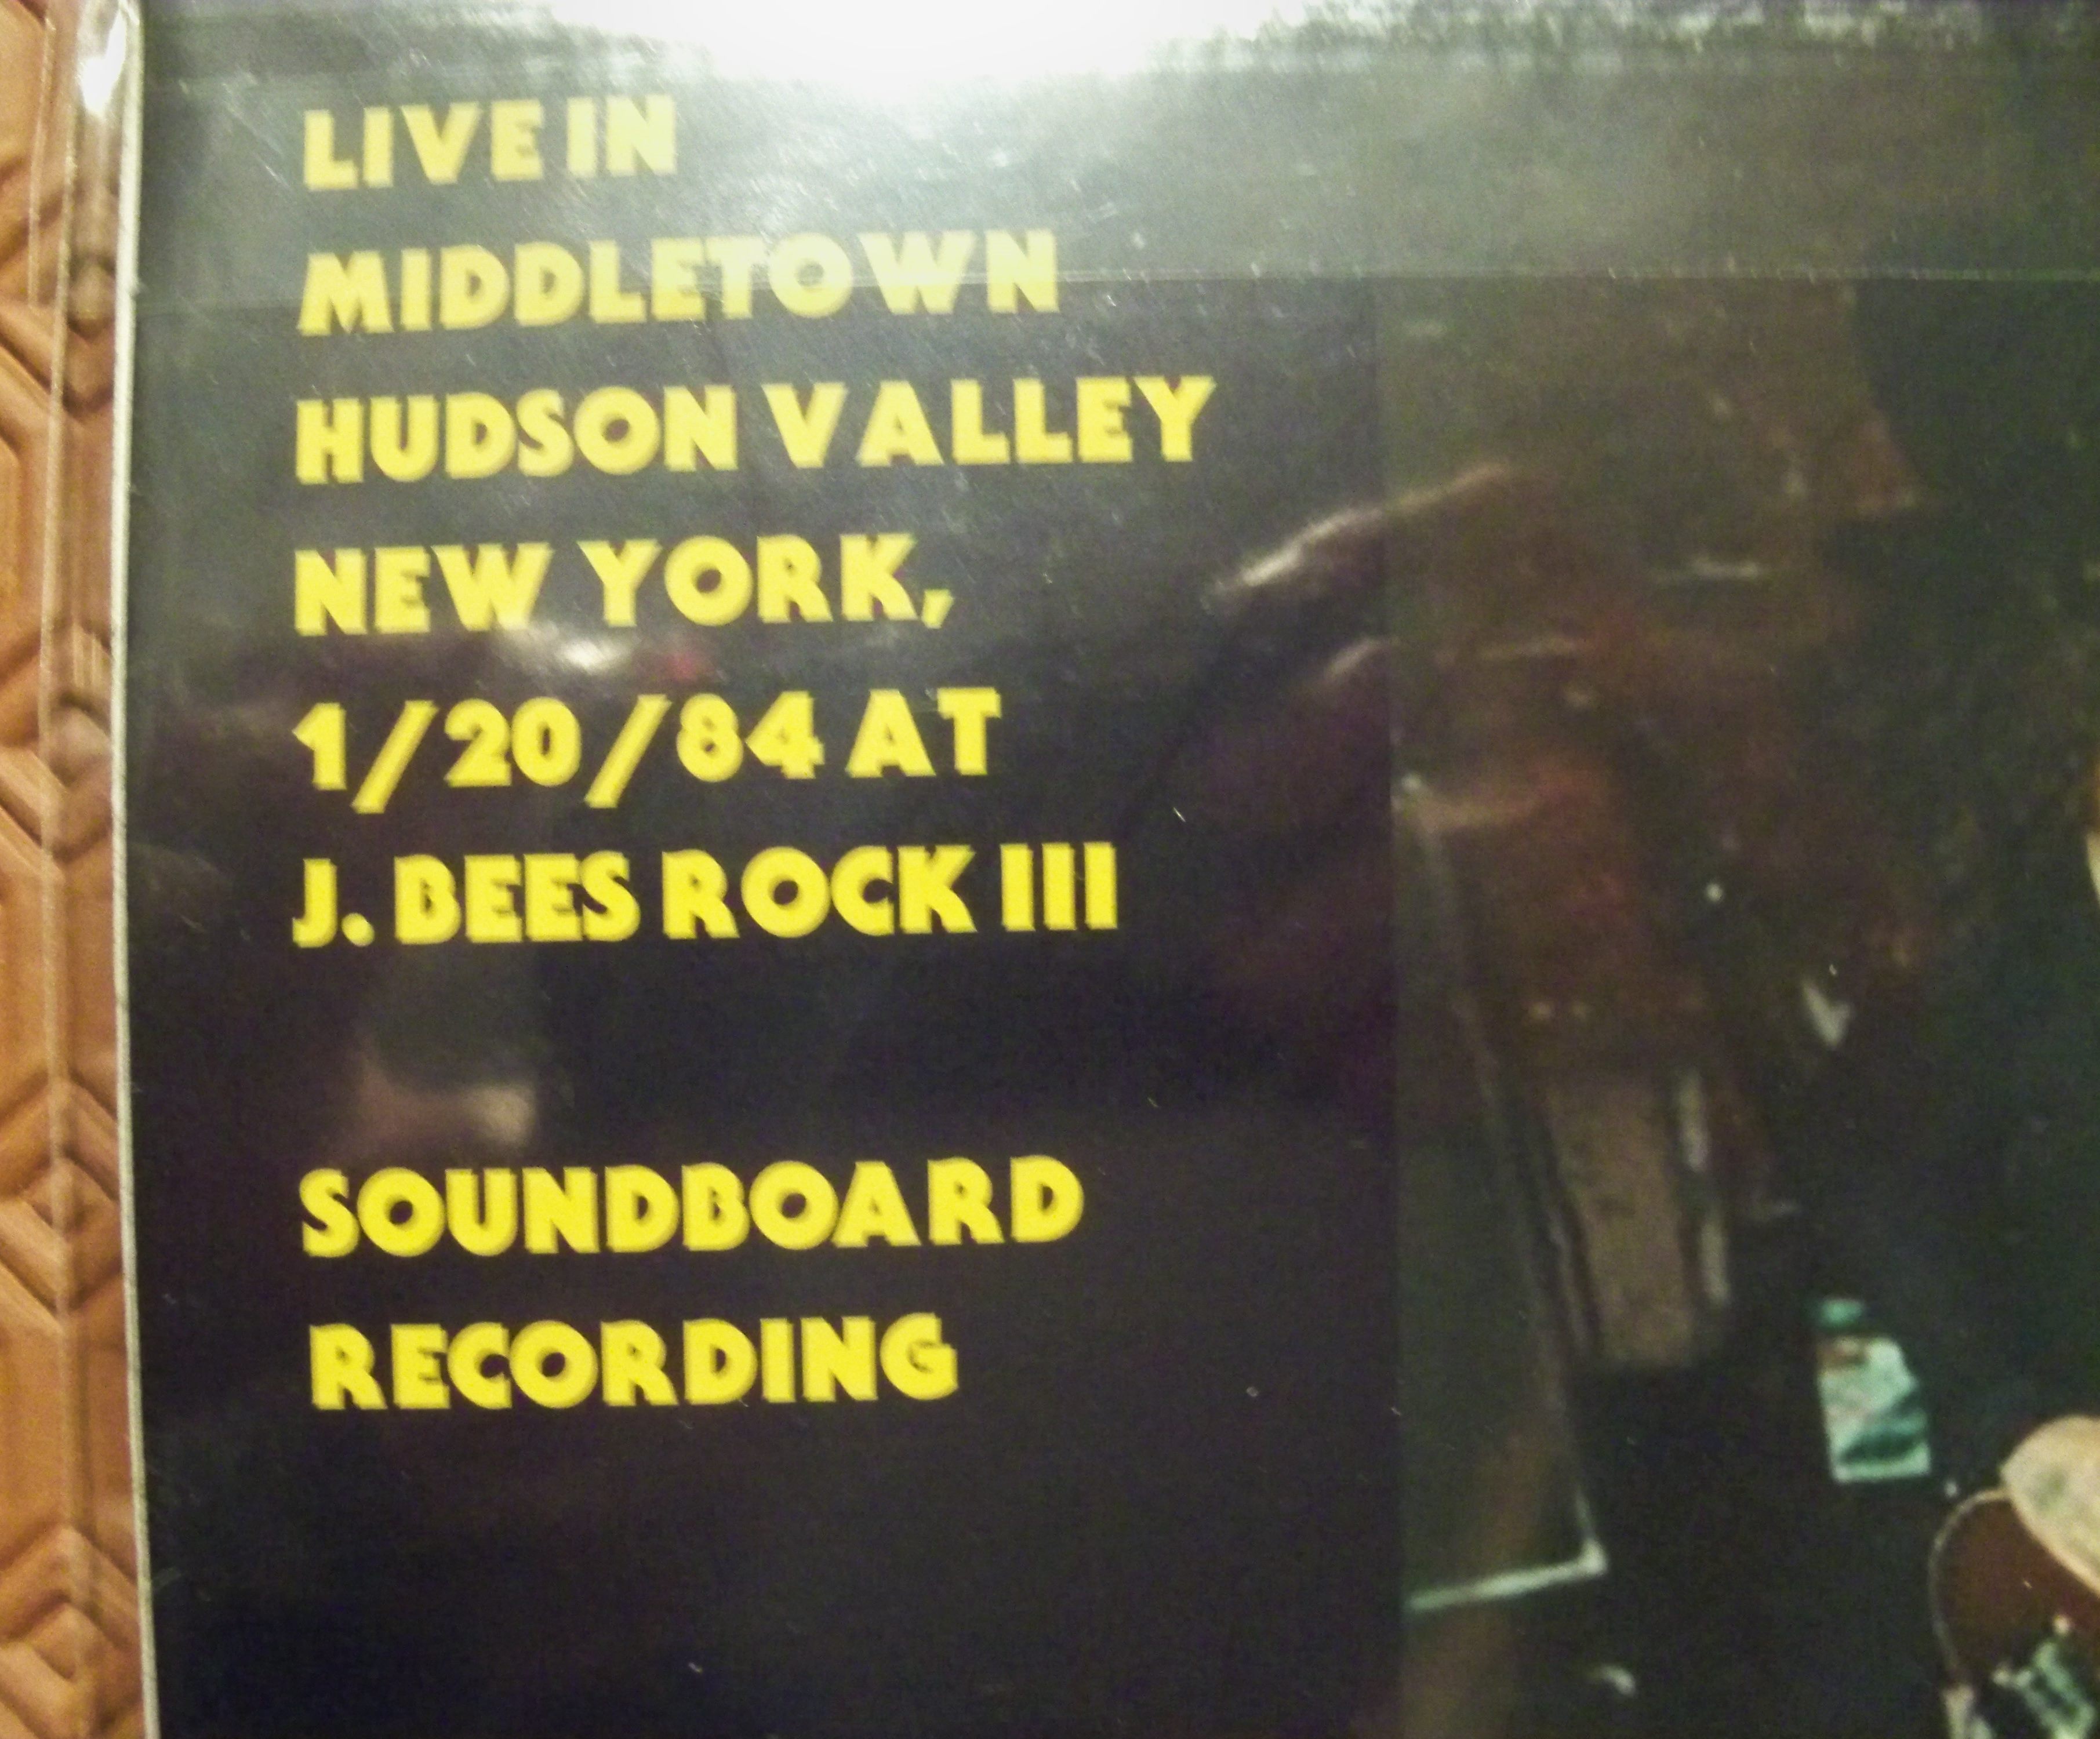 LIVE IN
MIDDLETOWN
HUDSON VALLEY
NEW YORK,
1/20/84 AT
J. BEES ROCK III
SOUNDBOARD
RECORDING